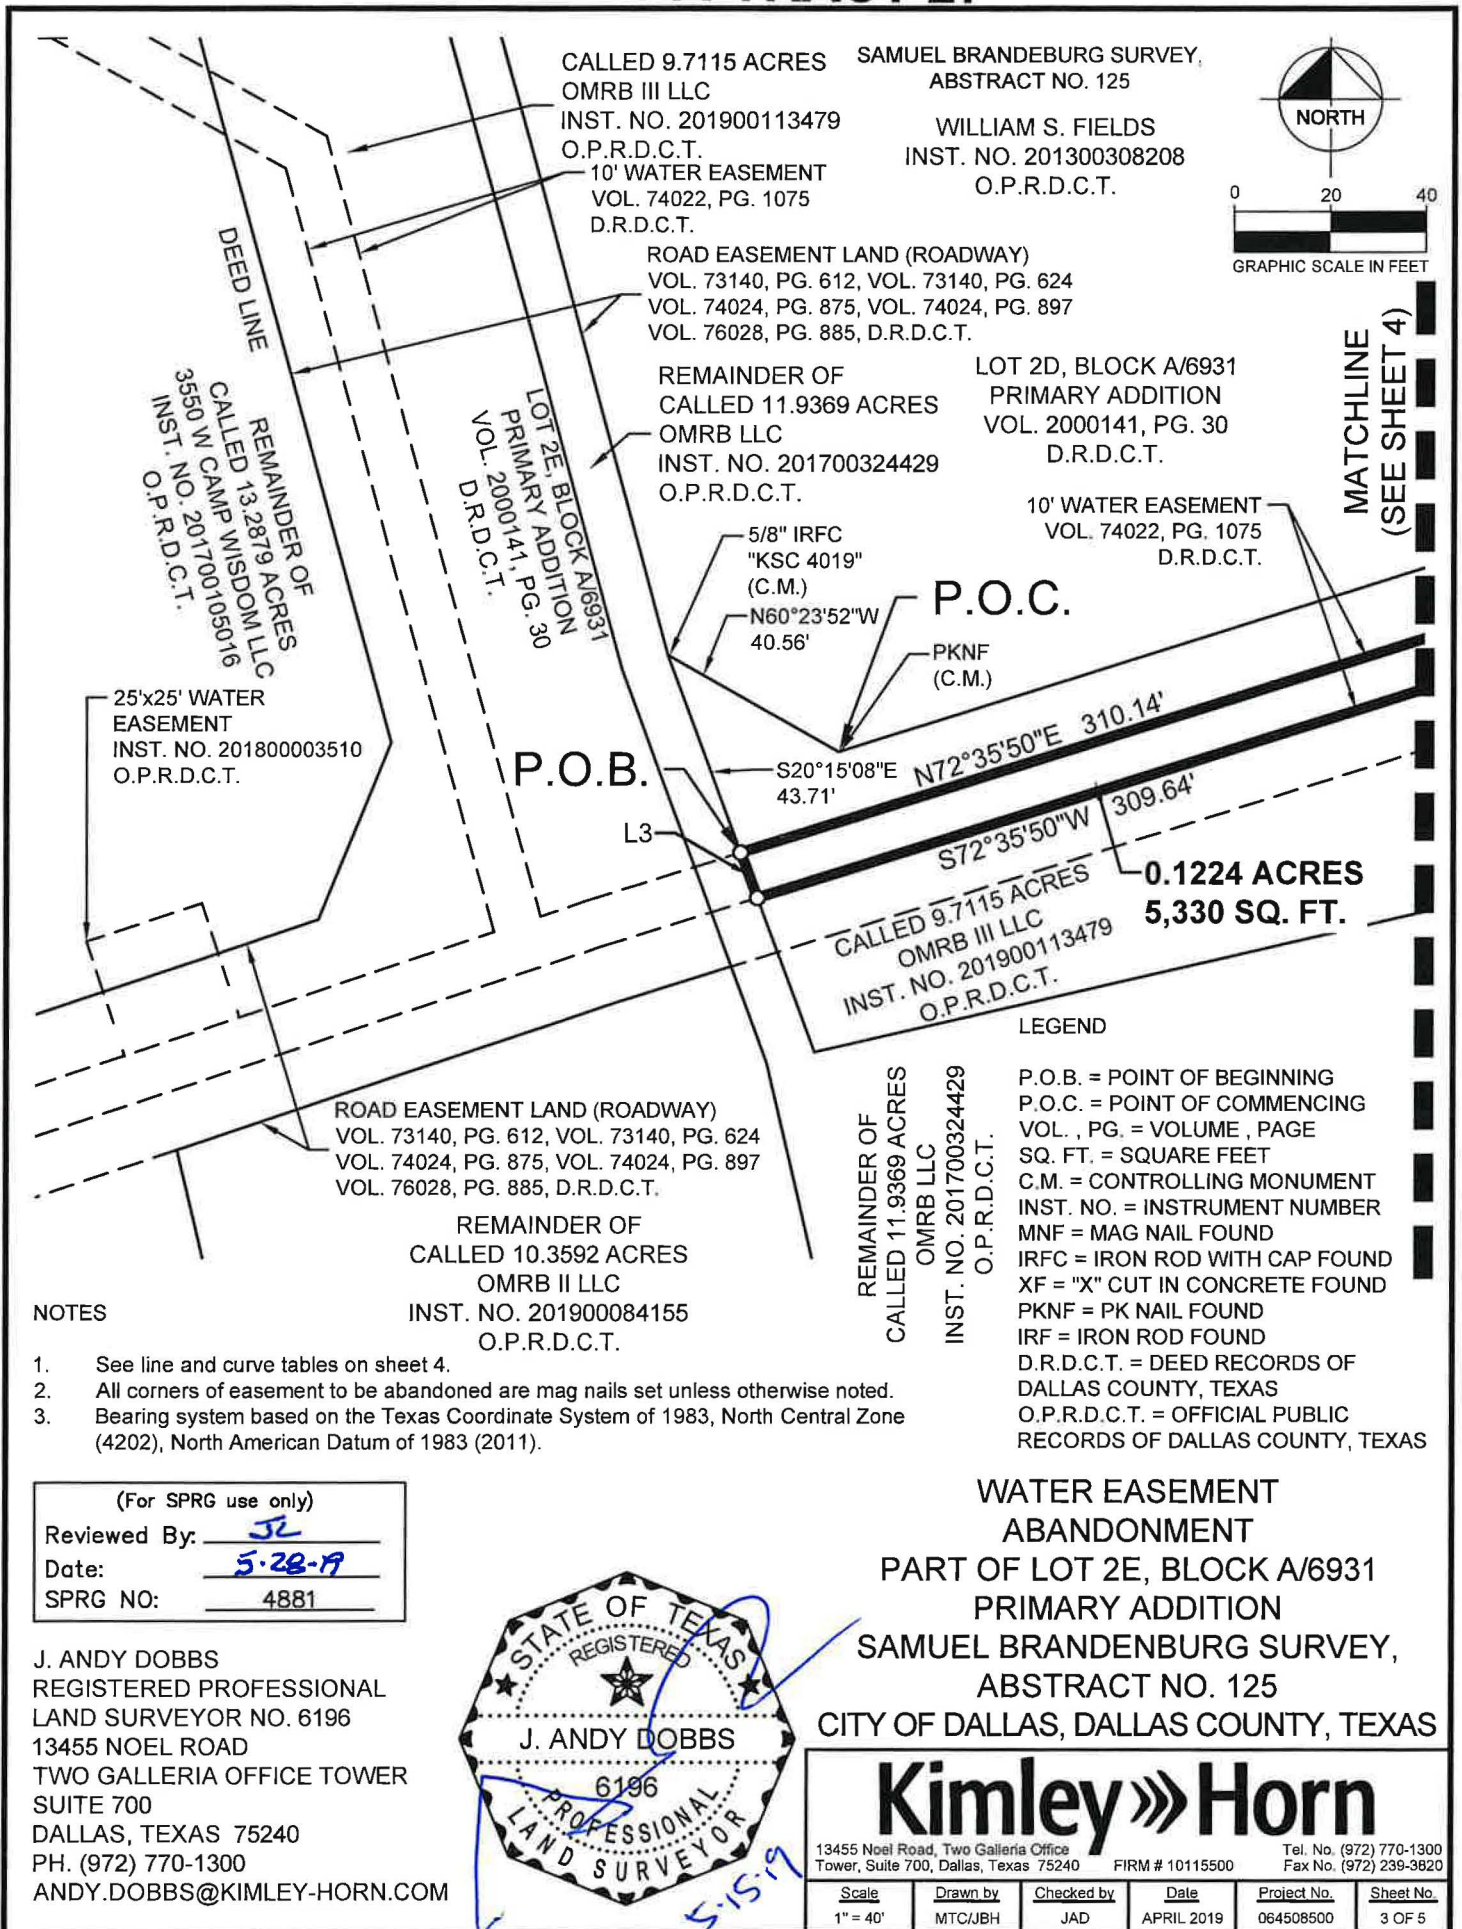 CALLED 9.7115 ACRES
OMRB III LLC
INST. NO. 201900113479
O.P.R.D.C.T.
SAMUEL BRANDEBURG SURVEY,
ABSTRACT NO. 125
WILLIAM S. FIELDS
INST. NO. 201300308208
O.P.R.D.C.T.
NORTH
0 20 40
GRAPHIC SCALE IN FEET
10' WATER EASEMENT
VOL. 74022, PG. 1075
D.R.D.C.T.
ROAD EASEMENT LAND (ROADWAY)
VOL. 73140, PG. 612, VOL. 73140, PG. 624
VOL. 74024, PG. 875, VOL. 74024, PG. 897
VOL. 76028, PG. 885, D.R.D.C.T.
DEED LINE
MATCHLINE
(SEE SHEET 4)
REMAINDER OF
CALLED 11.9369 ACRES
OMRB LLC
INST. NO. 201700324429
O.P.R.D.C.T.
LOT 2D, BLOCK A/6931
PRIMARY ADDITION
VOL. 2000141, PG. 30
D.R.D.C.T.
REMAINDER OF
CALLED 13.2879 ACRES
3550 W CAMP WISDOM LLC
INST. NO. 201700105016
O.P.R.D.C.T.
LOT 2E, BLOCK A/6931
PRIMARY ADDITION
VOL. 2000141, PG. 30
D.R.D.C.T.
10' WATER EASEMENT
VOL. 74022, PG. 1075
D.R.D.C.T.
5/8" IRFC
"KSC 4019"
(C.M.)
N60°23'52"W
40.56'
P.O.C.
PKNF
(C.M.)
25'x25' WATER
EASEMENT
INST. NO. 201800003510
O.P.R.D.C.T.
P.O.B.
S20°15'08"E
43.71'
N72°35'50"E 310.14'
L3
S72°35'50"W 309.64'
0.1224 ACRES
5,330 SQ. FT.
CALLED 9.7115 ACRES
OMRB III LLC
INST. NO. 201900113479
O.P.R.D.C.T.
ROAD EASEMENT LAND (ROADWAY)
VOL. 73140, PG. 612, VOL. 73140, PG. 624
VOL. 74024, PG. 875, VOL. 74024, PG. 897
VOL. 76028, PG. 885, D.R.D.C.T.
REMAINDER OF
CALLED 10.3592 ACRES
OMRB II LLC
INST. NO. 201900084155
O.P.R.D.C.T.
REMAINDER OF
CALLED 11.9369 ACRES
OMRB LLC
INST. NO. 201700324429
O.P.R.D.C.T.
LEGEND
P.O.B. = POINT OF BEGINNING
P.O.C. = POINT OF COMMENCING
VOL. , PG. = VOLUME , PAGE
SQ. FT. = SQUARE FEET
C.M. = CONTROLLING MONUMENT
INST. NO. = INSTRUMENT NUMBER
MNF = MAG NAIL FOUND
IRFC = IRON ROD WITH CAP FOUND
XF = "X" CUT IN CONCRETE FOUND
PKNF = PK NAIL FOUND
IRF = IRON ROD FOUND
D.R.D.C.T. = DEED RECORDS OF
DALLAS COUNTY, TEXAS
O.P.R.D.C.T. = OFFICIAL PUBLIC
RECORDS OF DALLAS COUNTY, TEXAS
NOTES
1. See line and curve tables on sheet 4.
2. All corners of easement to be abandoned are mag nails set unless otherwise noted.
3. Bearing system based on the Texas Coordinate System of 1983, North Central Zone
(4202), North American Datum of 1983 (2011).
(For SPRG use only)
Reviewed By: JL
Date: 5-28-19
SPRG NO: 4881
J. ANDY DOBBS
REGISTERED PROFESSIONAL
LAND SURVEYOR NO. 6196
13455 NOEL ROAD
TWO GALLERIA OFFICE TOWER
SUITE 700
DALLAS, TEXAS 75240
PH. (972) 770-1300
ANDY.DOBBS@KIMLEY-HORN.COM
STATE OF TEXAS
REGISTERED
J. ANDY DOBBS
6196
PROFESSIONAL
LAND SURVEYOR
5-15-19
WATER EASEMENT
ABANDONMENT
PART OF LOT 2E, BLOCK A/6931
PRIMARY ADDITION
SAMUEL BRANDENBURG SURVEY,
ABSTRACT NO. 125
CITY OF DALLAS, DALLAS COUNTY, TEXAS
Kimley»Horn
13455 Noel Road, Two Galleria Office
Tower, Suite 700, Dallas, Texas 75240 FIRM # 10115500
Tel. No. (972) 770-1300
Fax No. (972) 239-3820
Scale Drawn by Checked by Date Project No. Sheet No.
1" = 40' MTC/JBH JAD APRIL 2019 064508500 3 OF 5